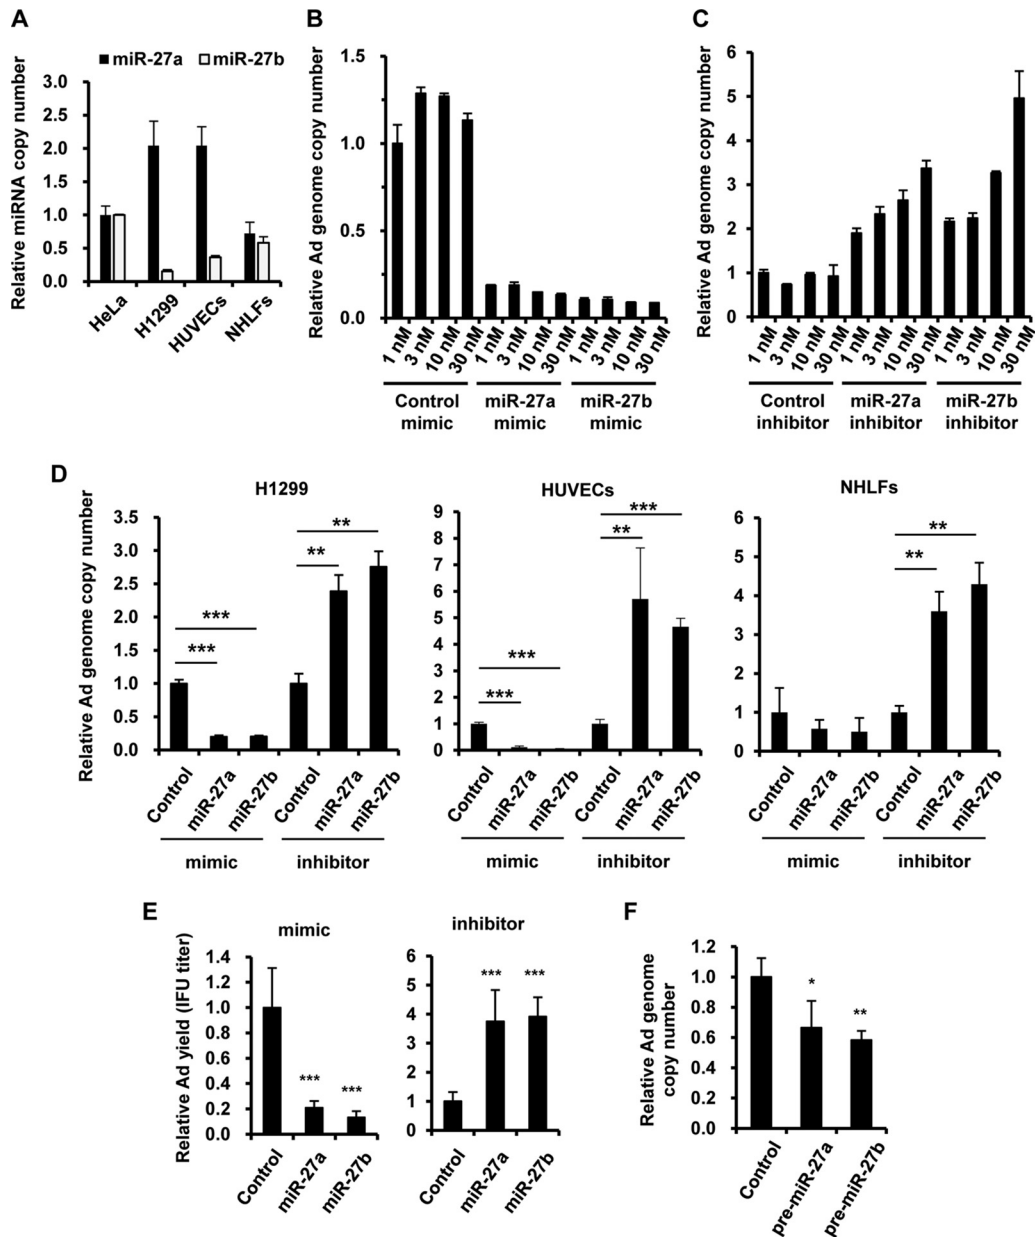 A
miR-27a miR-27b
Relative miRNA copy number
3.0
2.5
2.0
1.5
1.0
0.5
0.0
HeLa
H1299
HUVECs
NHLFs
B
Relative Ad genome copy number
1.5
1.0
0.5
0.0
1 nM 3 nM 10 nM 30 nM 1 nM 3 nM 10 nM 30 nM 1 nM 3 nM 10 nM 30 nM
Control mimic
miR-27a mimic
miR-27b mimic
C
Relative Ad genome copy number
6
5
4
3
2
1
0
1 nM 3 nM 10 nM 30 nM 1 nM 3 nM 10 nM 30 nM 1 nM 3 nM 10 nM 30 nM
Control inhibitor
miR-27a inhibitor
miR-27b inhibitor
D
H1299
Relative Ad genome copy number
3.5
3.0
2.5
2.0
1.5
1.0
0.5
0.0
***
***
**
**
Control miR-27a miR-27b Control miR-27a miR-27b
mimic inhibitor
HUVECs
9
8
7
6
5
4
3
2
1
0
***
***
***
**
Control miR-27a miR-27b Control miR-27a miR-27b
mimic inhibitor
NHLFs
6
5
4
3
2
1
0
**
**
Control miR-27a miR-27b Control miR-27a miR-27b
mimic inhibitor
E
mimic
Relative Ad yield (IFU titer)
1.4
1.2
1.0
0.8
0.6
0.4
0.2
0.0
*** ***
Control miR-27a miR-27b
inhibitor
6
5
4
3
2
1
0
*** ***
Control miR-27a miR-27b
F
Relative Ad genome
copy number
1.2
1.0
0.8
0.6
0.4
0.2
0.0
* **
Control pre-miR-27a pre-miR-27b